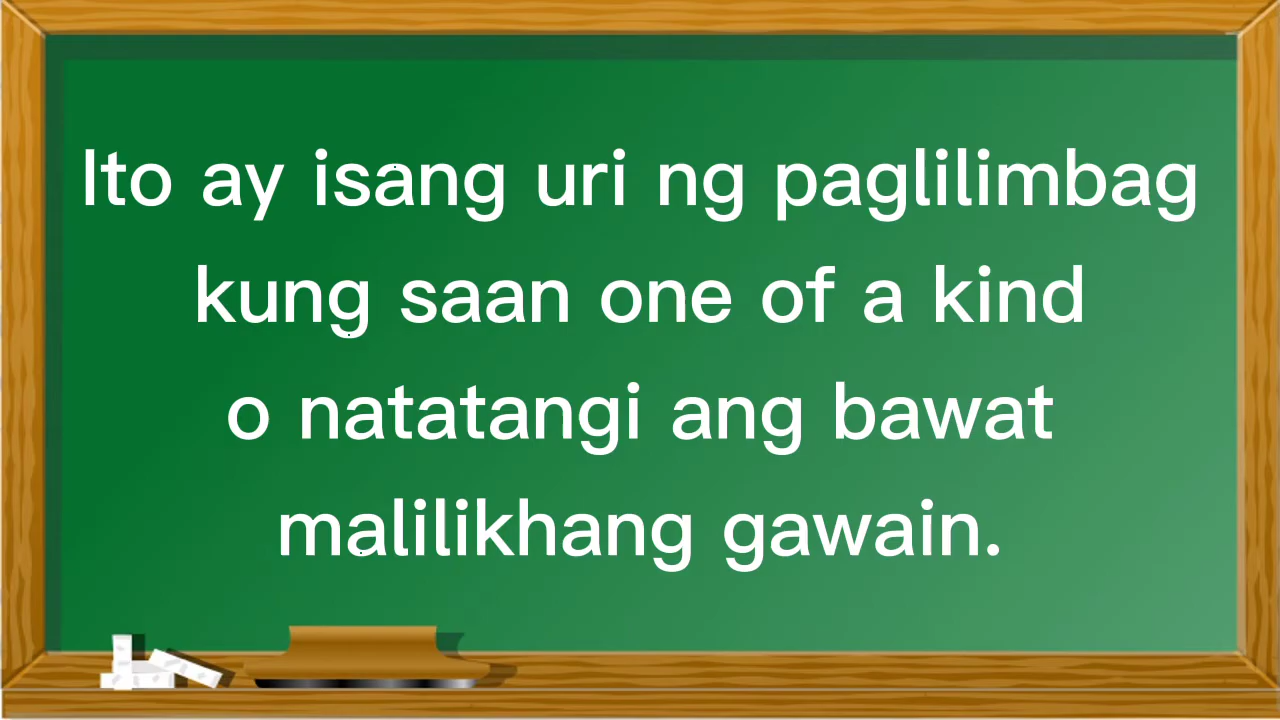 Ito ay isang uri ng paglilimbag
kung saan one of a kind
o natatangi ang bawat
malilikhang gawain.